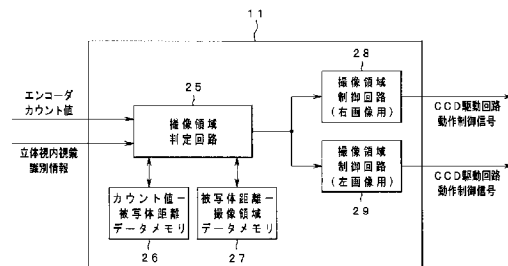 11
エンコーダ
カウント値
立体視内視鏡
識別情報
25
撮像領域
判定回路
カウント値ー
被写体距離
データメモリ
26
被写体距離ー
撮像領域
データメモリ
27
28
撮像領域
制御回路
(右画像用)
CCD駆動回路
動作制御信号
撮像領域
制御回路
(左画像用)
29
CCD駆動回路
動作制御信号